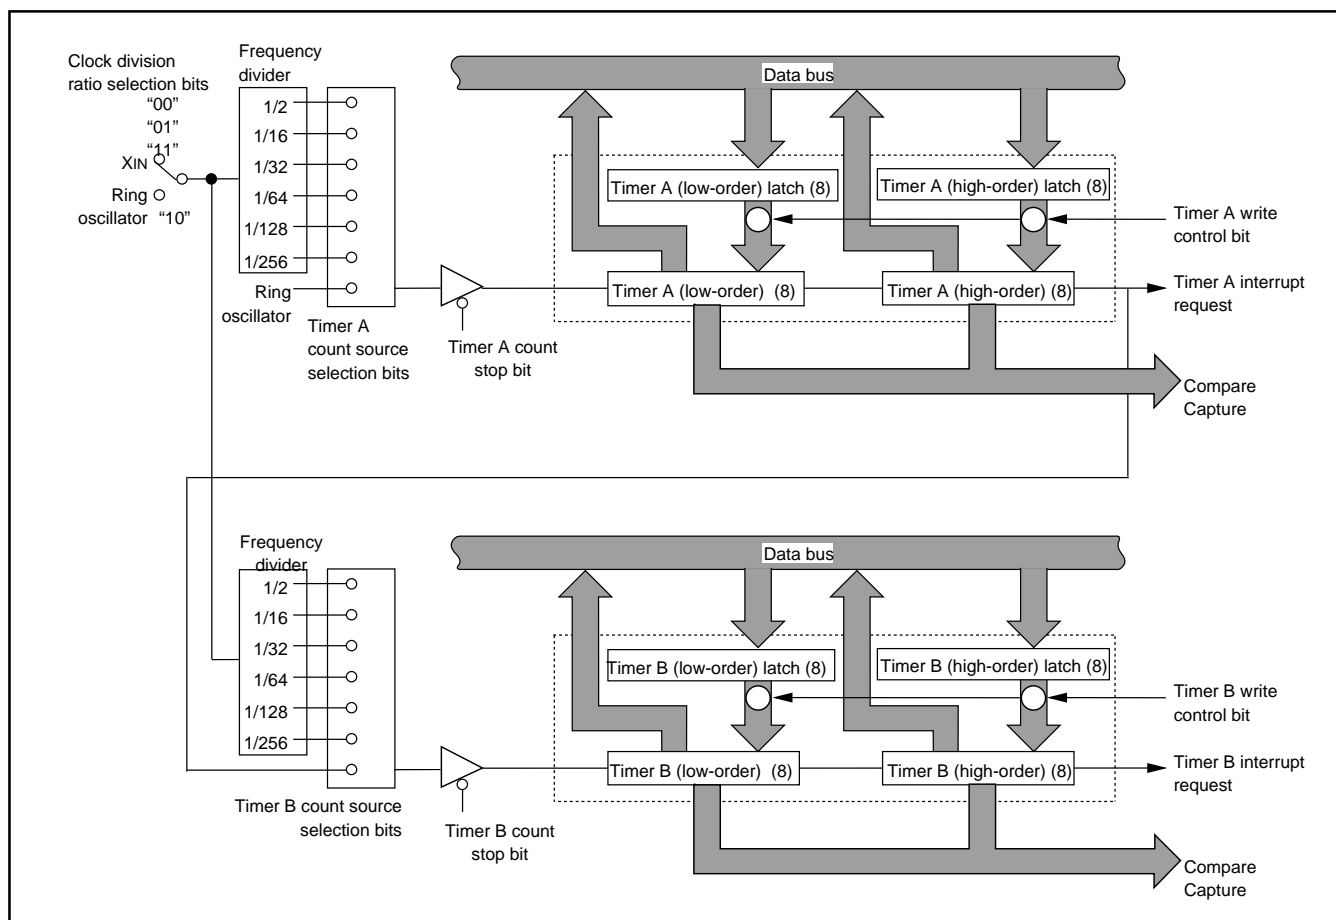 Clock division
ratio selection bits
“00”
“01”
“11”
XIN
Ring
oscillator “10”
Frequency
divider
1/2
1/16
1/32
1/64
1/128
1/256
Ring
oscillator
Timer A
count source
selection bits
Timer A count
stop bit
Data bus
Timer A (low-order) latch (8)
Timer A (high-order) latch (8)
Timer A write
control bit
Timer A (low-order) (8)
Timer A (high-order) (8)
Timer A interrupt
request
Compare
Capture
Frequency
divider
1/2
1/16
1/32
1/64
1/128
1/256
Timer B count source
selection bits
Timer B count
stop bit
Data bus
Timer B (low-order) latch (8)
Timer B (high-order) latch (8)
Timer B write
control bit
Timer B (low-order) (8)
Timer B (high-order) (8)
Timer B interrupt
request
Compare
Capture